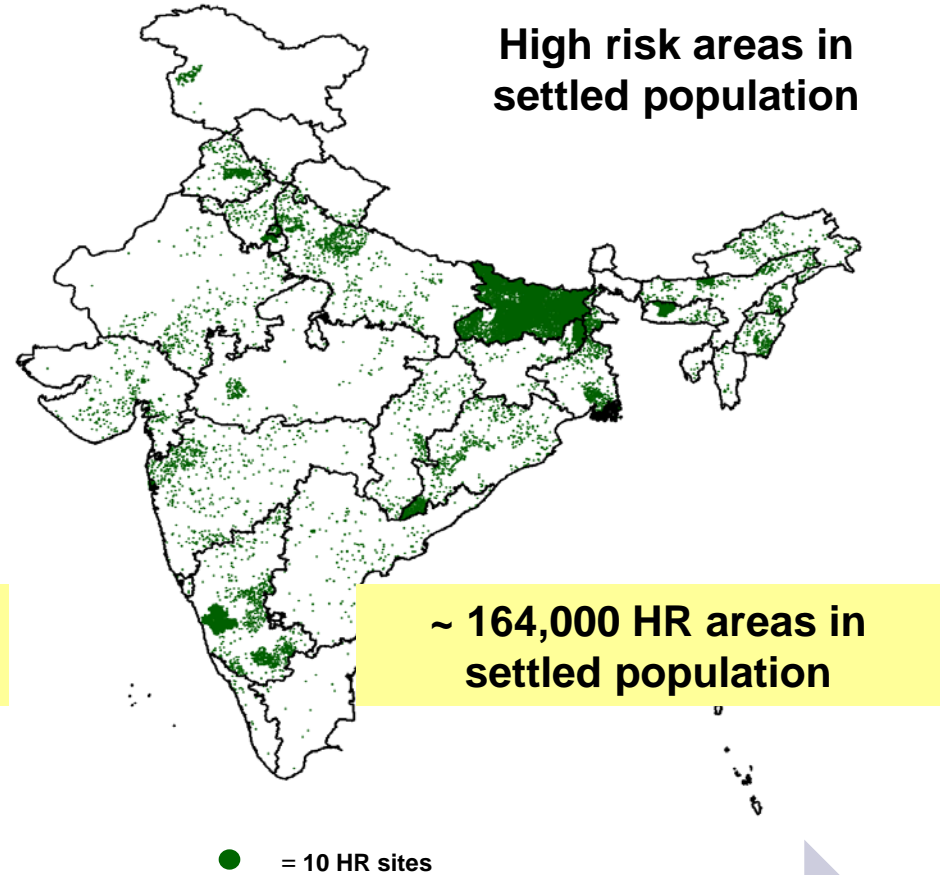 High risk areas in
settled population
~ 164,000 HR areas in
settled population
= 10 HR sites